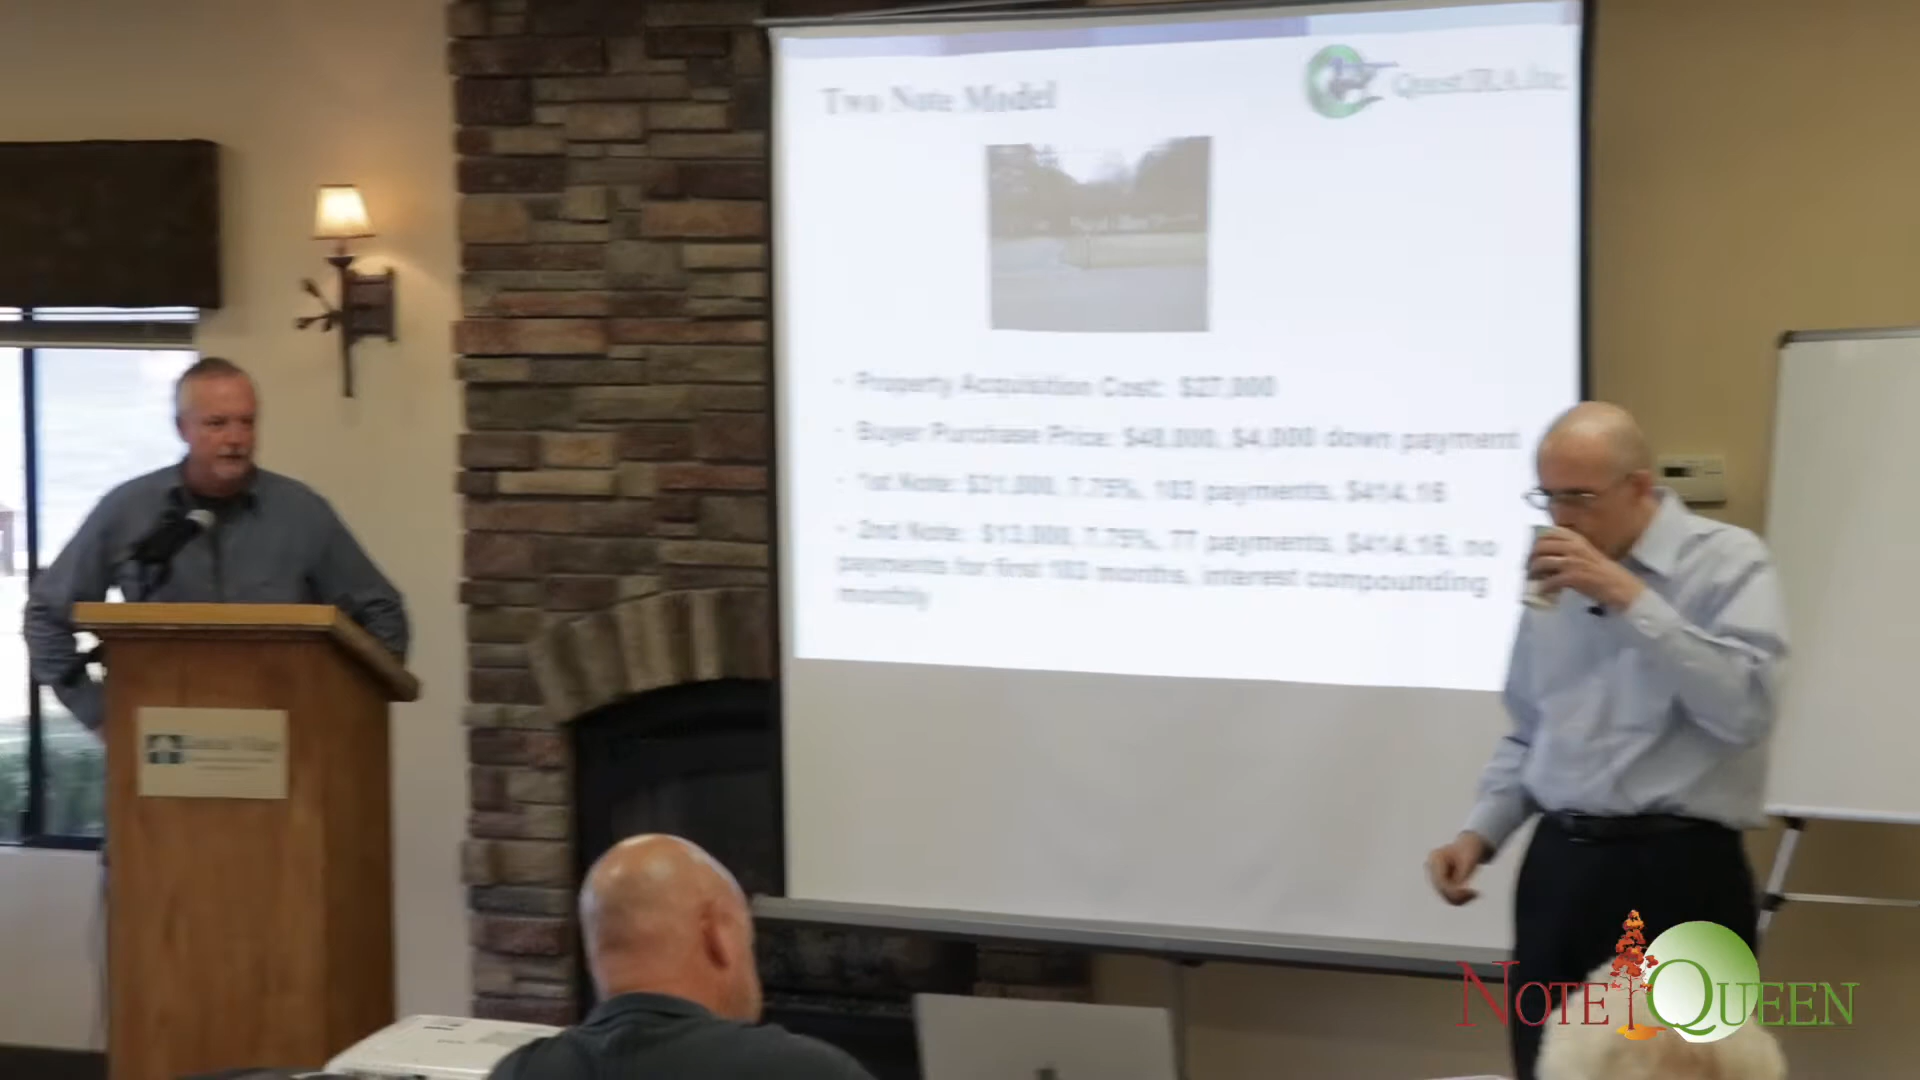 Two Note Model
Quest IRA, Inc.
- Property Acquisition Cost: $27,000
- Buyer Purchase Price: $48,000, $4,000 down payment
- 1st Note: $31,000, 7.75%, 103 payments, $414.16
- 2nd Note: $13,000, 7.75%, 77 payments, $414.16, no
payments for first 103 months, interest compounding
monthly
NOTE QUEEN